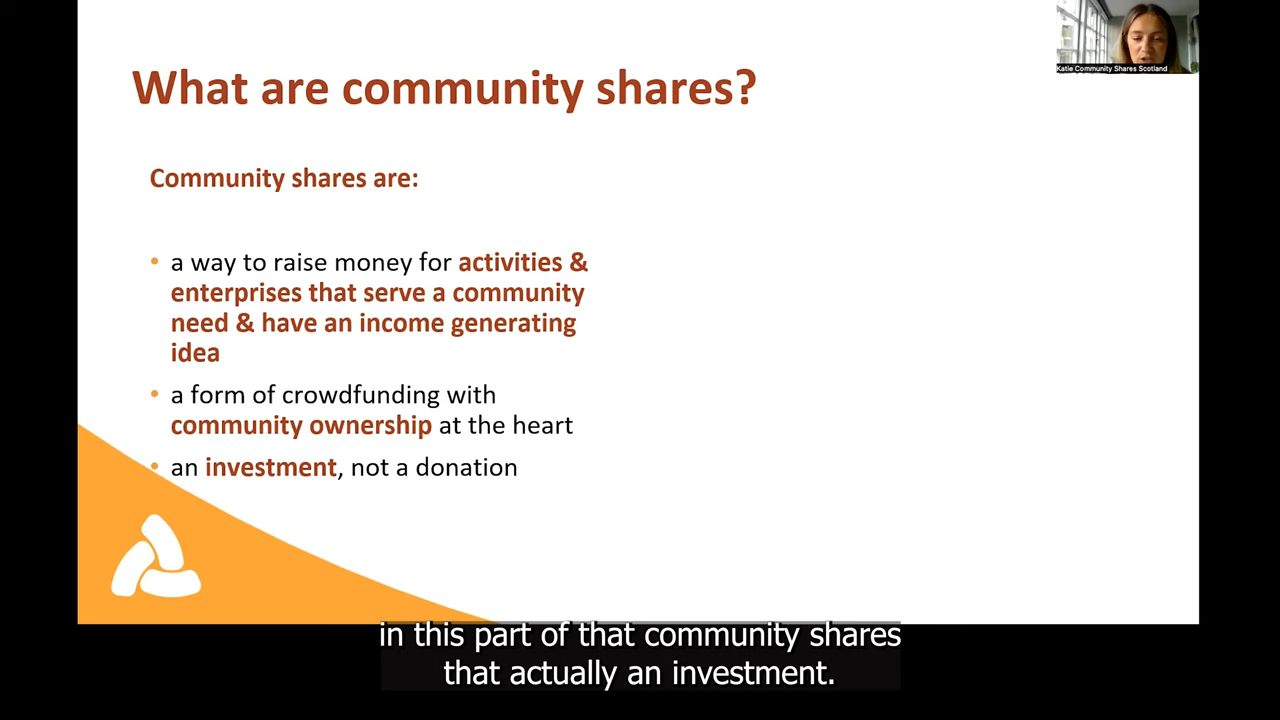 Katie Community Shares Scotland
What are community shares?
Community shares are:
• a way to raise money for activities &
enterprises that serve a community
need & have an income generating
idea
• a form of crowdfunding with
community ownership at the heart
• an investment, not a donation
in this part of that community shares
that actually an investment.